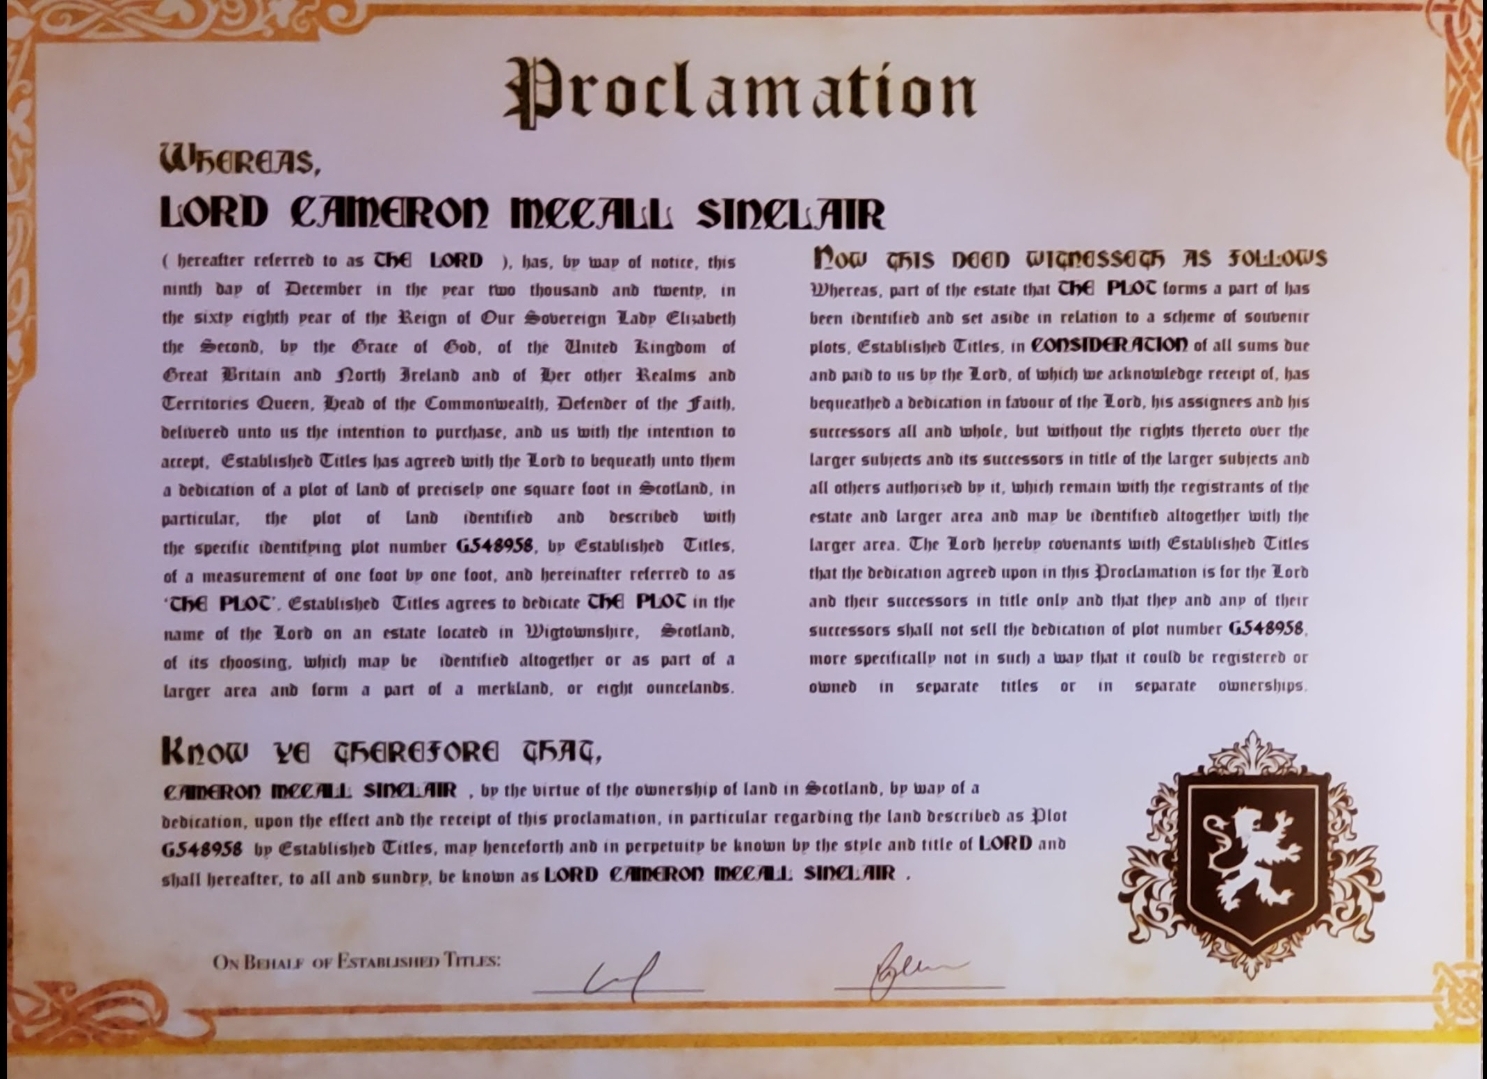 Proclamation
Whereas,
LORD CAMERON MCCALL SINCLAIR
( hereafter referred to as THE LORD ), has, by way of notice, this
ninth day of December in the year two thousand and twenty, in
the sixty eighth year of the Reign of Our Sovereign Lady Elizabeth
the Second, by the Grace of God, of the United Kingdom of
Great Britain and North Ireland and of Her other Realms and
Territories Queen, Head of the Commonwealth, Defender of the Faith,
delivered unto us the intention to purchase, and us with the intention to
accept, Established Titles has agreed with the Lord to bequeath unto them
a dedication of a plot of land of precisely one square foot in Scotland, in
particular, the plot of land identified and described with
the specific identifying plot number G548958, by Established Titles,
of a measurement of one foot by one foot, and hereinafter referred to as
'THE PLOT'. Established Titles agrees to dedicate THE PLOT in the
name of the Lord on an estate located in Wigtownshire, Scotland,
of its choosing, which may be identified altogether or as part of a
larger area and form a part of a merkland, or eight ouncelands.
NOW THIS DEED WITNESSETH AS FOLLOWS
Whereas, part of the estate that THE PLOT forms a part of has
been identified and set aside in relation to a scheme of souvenir
plots, Established Titles, in CONSIDERATION of all sums due
and paid to us by the Lord, of which we acknowledge receipt of, has
bequeathed a dedication in favour of the Lord, his assignees and his
successors all and whole, but without the rights thereto over the
larger subjects and its successors in title of the larger subjects and
all others authorized by it, which remain with the registrants of the
estate and larger area and may be identified altogether with the
larger area. The Lord hereby covenants with Established Titles
that the dedication agreed upon in this Proclamation is for the Lord
and their successors in title only and that they and any of their
successors shall not sell the dedication of plot number G548958,
more specifically not in such a way that it could be registered or
owned in separate titles or in separate ownerships.
KNOW YE THEREFORE THAT,
CAMERON MCCALL SINCLAIR , by the virtue of the ownership of land in Scotland, by way of a
dedication, upon the effect and the receipt of this proclamation, in particular regarding the land described as Plot
G548958 by Established Titles, may henceforth and in perpetuity be known by the style and title of LORD and
shall hereafter, to all and sundry, be known as LORD CAMERON MCCALL SINCLAIR .
ON BEHALF OF ESTABLISHED TITLES: